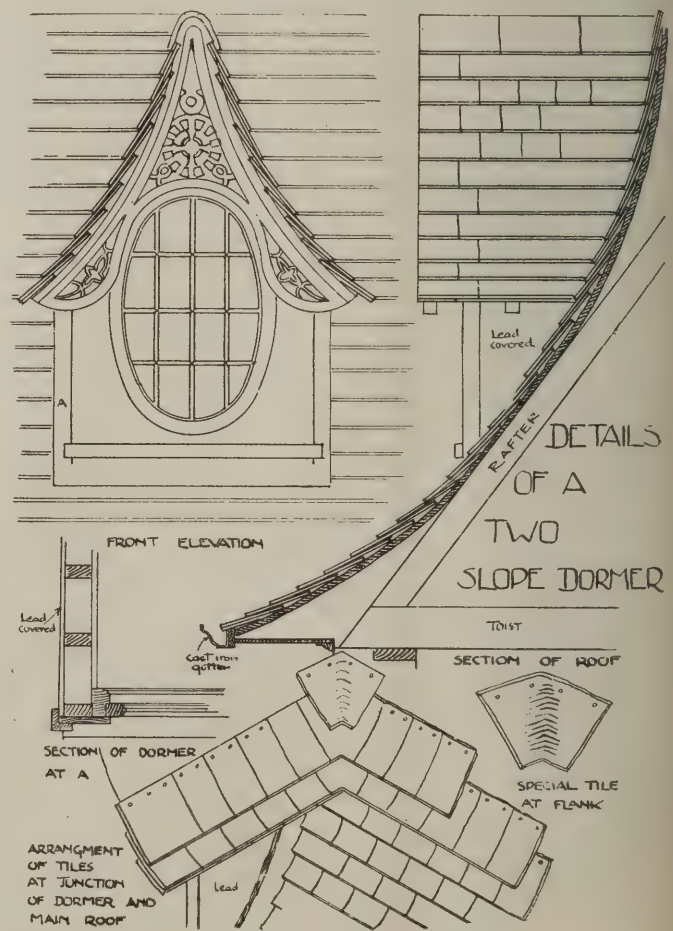 Lead
covered
A
RAFTER
DETAILS
OF A
TWO
SLOPE DORMER
FRONT ELEVATION
Lead
covered
cast iron
gutter
JOIST
SECTION OF ROOF
SECTION OF DORMER
AT A
SPECIAL TILE
AT FLANK
ARRANGMENT
OF TILES
AT JUNCTION
OF DORMER AND
MAIN ROOF
Lead